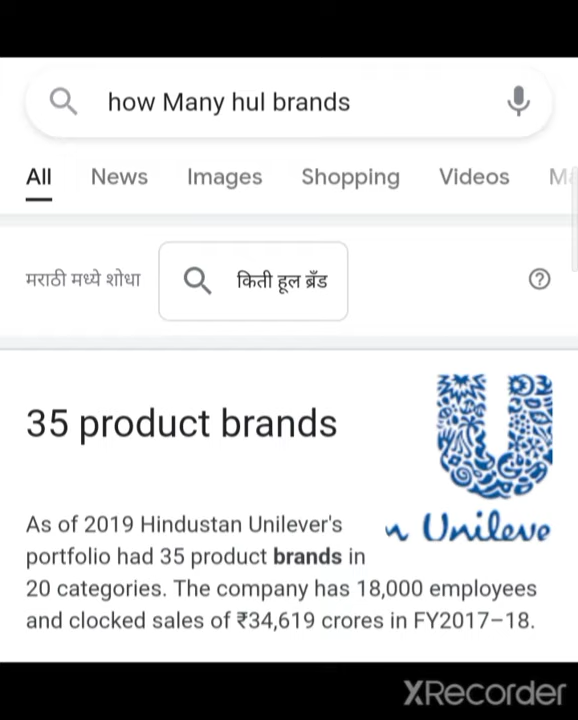 how Many hul brands
All News Images Shopping Videos
मराठी मध्ये शोधा किती हूल ब्रँड
35 product brands
As of 2019 Hindustan Unilever's
portfolio had 35 product brands in
20 categories. The company has 18,000 employees
and clocked sales of ₹34,619 crores in FY2017–18.
n Unileve
XRecorder